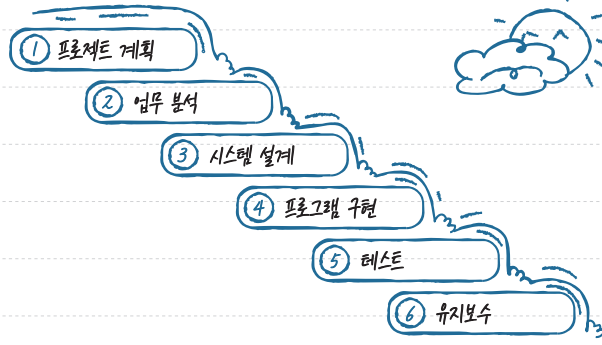 1 프로젝트 계획
2 업무 분석
3 시스템 설계
4 프로그램 구현
5 테스트
6 유지보수